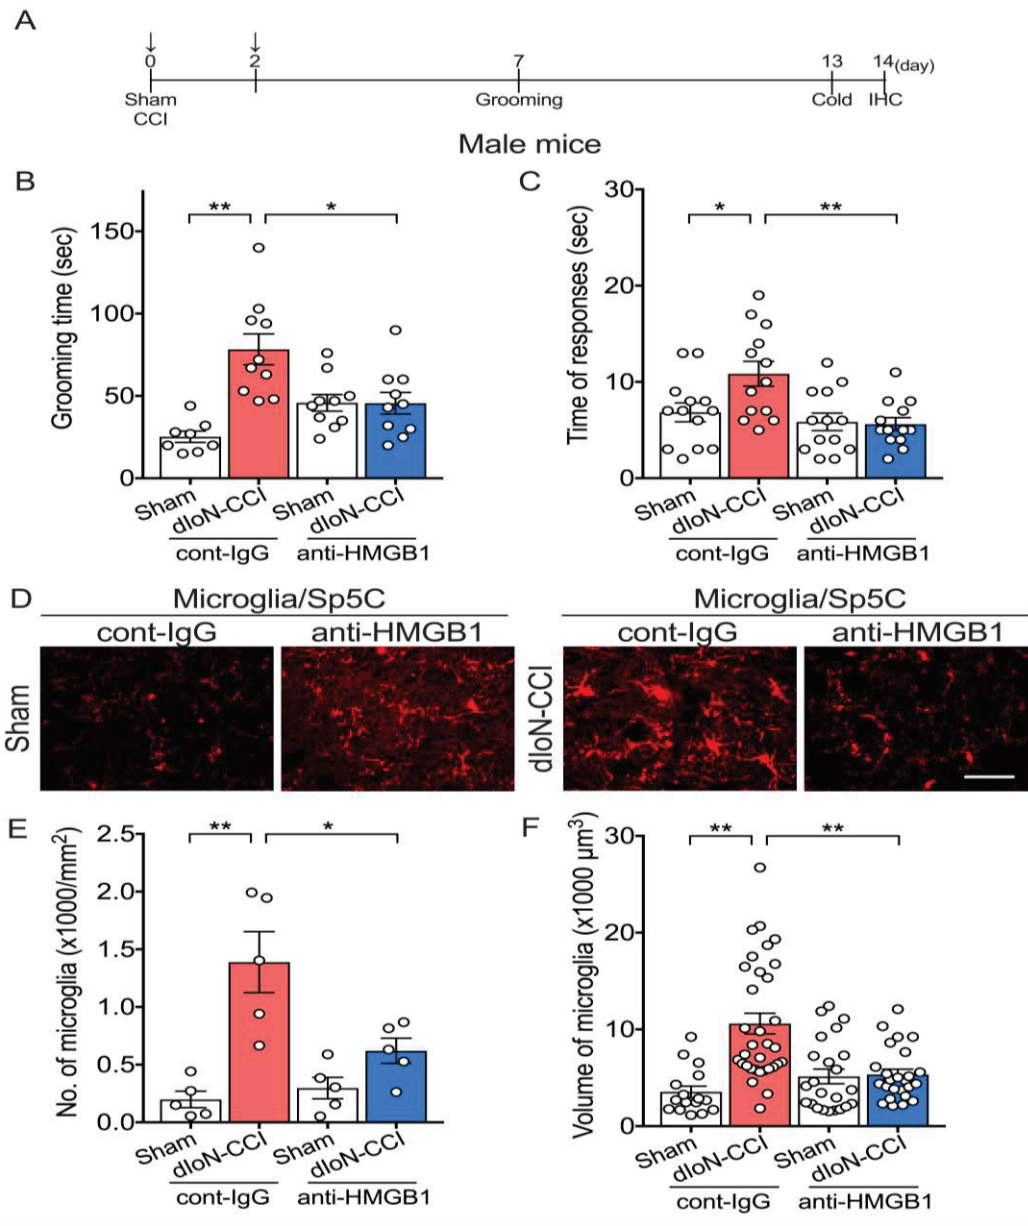 A
↓ ↓
0 2 7 13 14(day)
Sham Grooming Cold IHC
CCI
Male mice
B
Grooming time (sec)
150
100
50
0
** *
Sham dIoN-CCI Sham dIoN-CCI
cont-IgG anti-HMGB1
C
Time of responses (sec)
30
20
10
0
* **
Sham dIoN-CCI Sham dIoN-CCI
cont-IgG anti-HMGB1
D
Microglia/Sp5C Microglia/Sp5C
cont-IgG anti-HMGB1 cont-IgG anti-HMGB1
Sham dIoN-CCI
E
No. of microglia (x1000/mm²)
2.5
2.0
1.5
1.0
0.5
0.0
** *
Sham dIoN-CCI Sham dIoN-CCI
cont-IgG anti-HMGB1
F
Volume of microglia (x1000 µm³)
30
20
10
0
** **
Sham dIoN-CCI Sham dIoN-CCI
cont-IgG anti-HMGB1